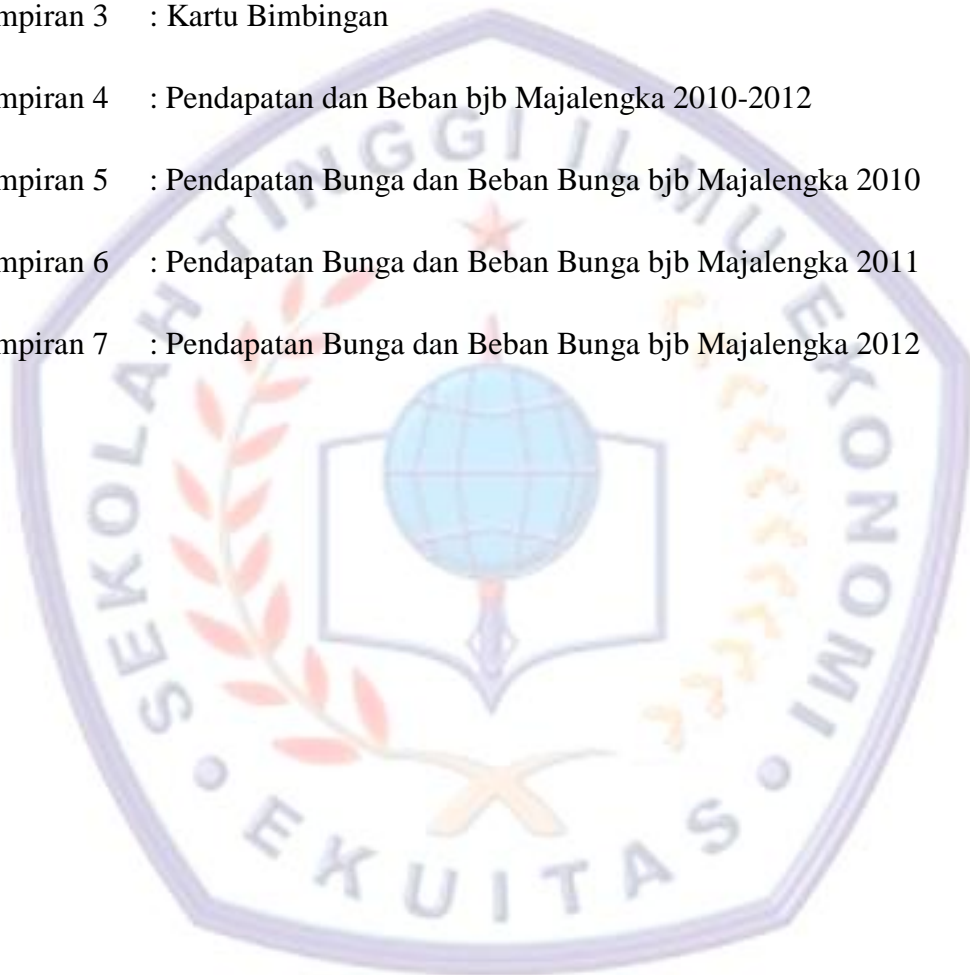 mpiran 3 : Kartu Bimbingan
mpiran 4 : Pendapatan dan Beban bjb Majalengka 2010-2012
mpiran 5 : Pendapatan Bunga dan Beban Bunga bjb Majalengka 2010
mpiran 6 : Pendapatan Bunga dan Beban Bunga bjb Majalengka 2011
mpiran 7 : Pendapatan Bunga dan Beban Bunga bjb Majalengka 2012
SEKOLAH TINGGI ILMU EKONOMI
EKUITAS